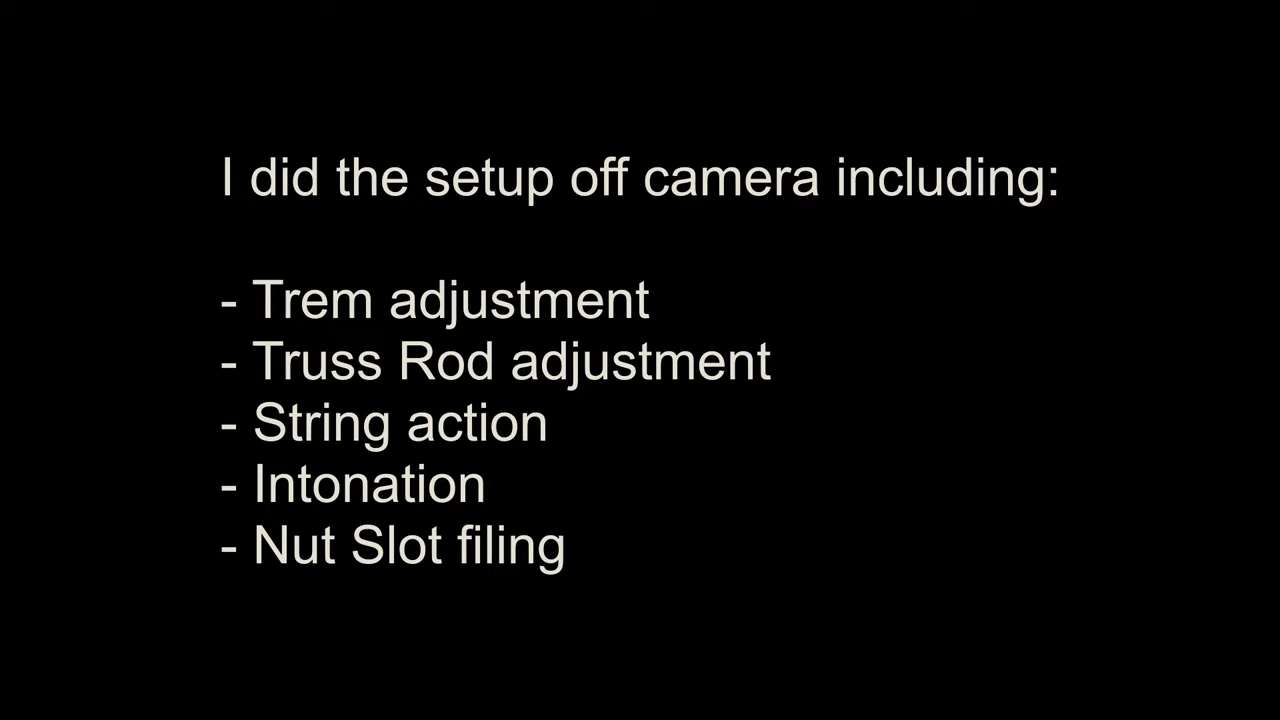 I did the setup off camera including:
- Trem adjustment
- Truss Rod adjustment
- String action
- Intonation
- Nut Slot filing